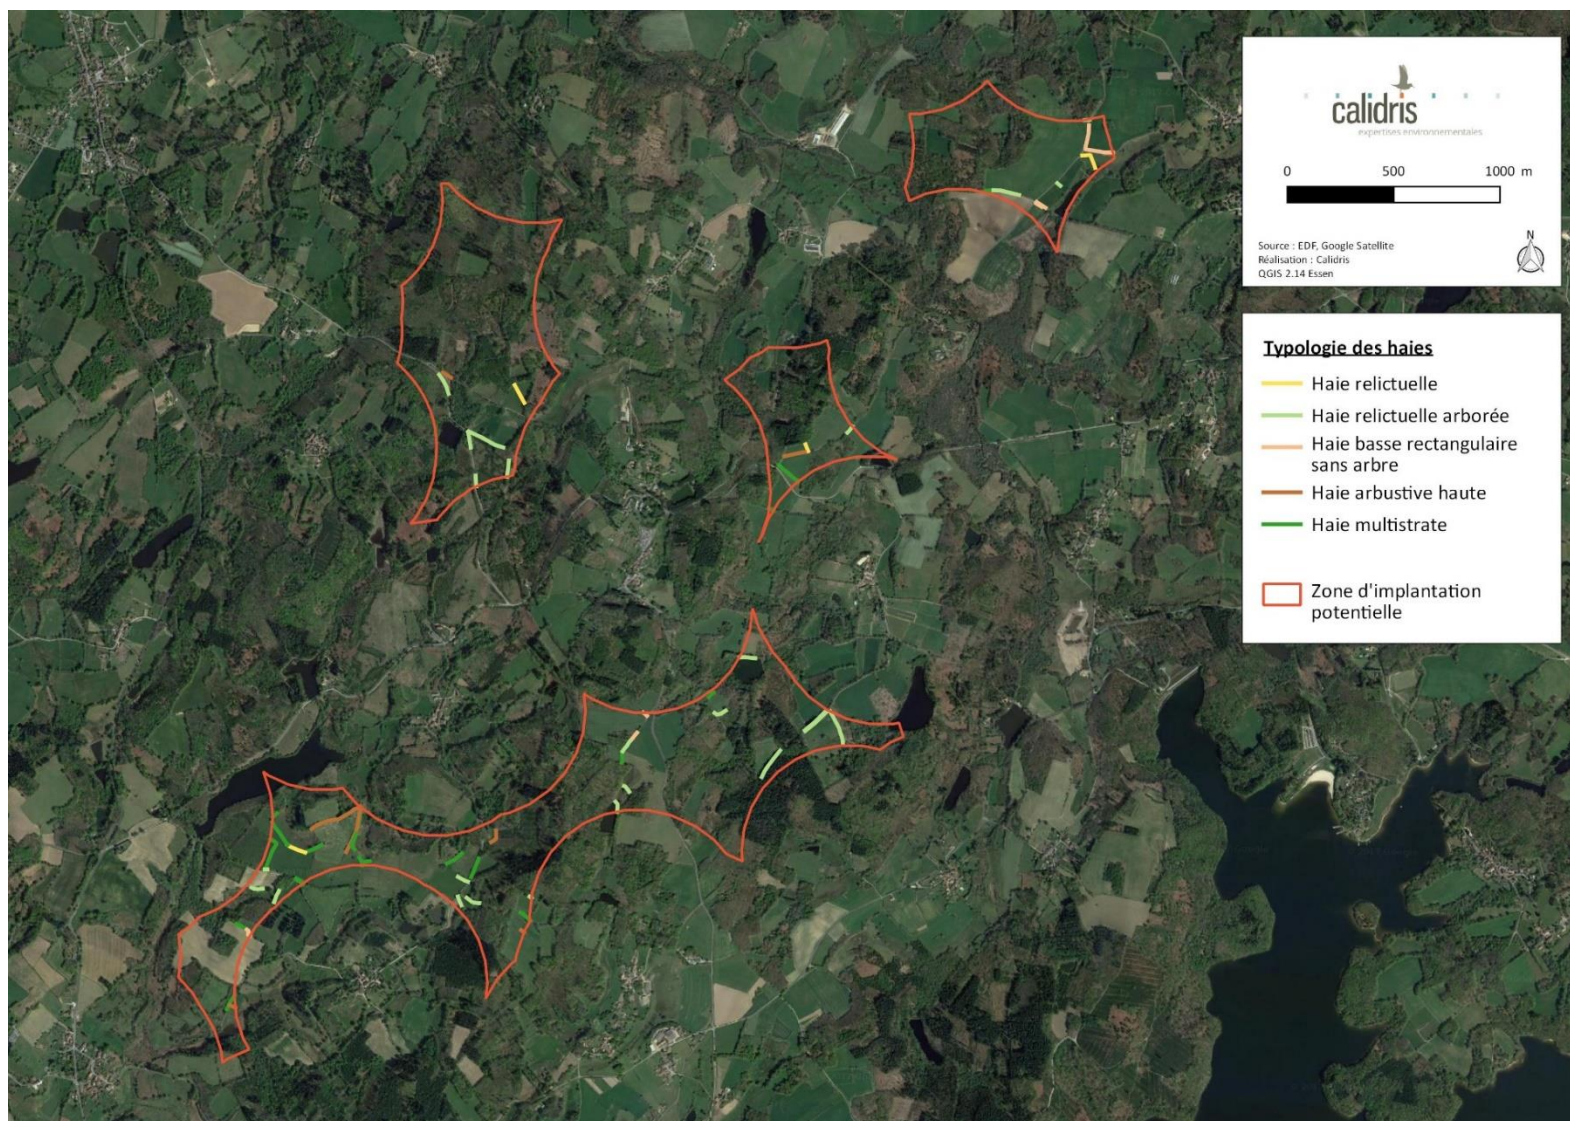 calidris
expertises environnementales
0 500 1000 m
Source : EDF, Google Satellite
Réalisation : Calidris
QGIS 2.14 Essen
N
Typologie des haies
Haie relictuelle
Haie relictuelle arborée
Haie basse rectangulaire
sans arbre
Haie arbustive haute
Haie multistrate
Zone d'implantation
potentielle